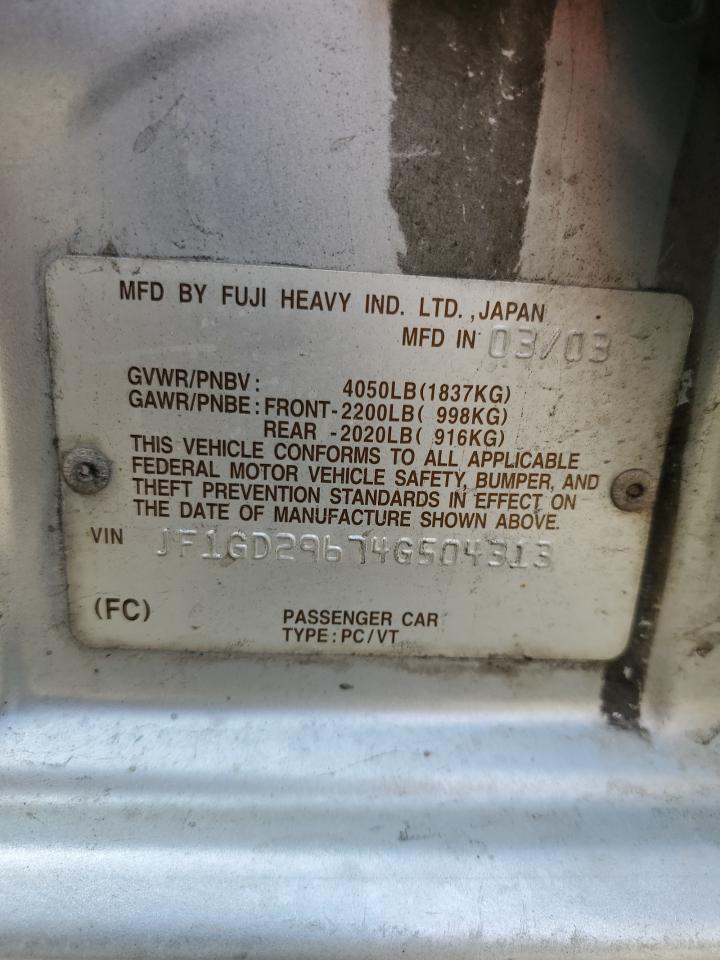 MFD BY FUJI HEAVY IND. LTD., JAPAN
MFD IN 03/03
GVWR/PNBV: 4050LB(1837KG)
GAWR/PNBE: FRONT-2200LB( 998KG)
REAR -2020LB( 916KG)
THIS VEHICLE CONFORMS TO ALL APPLICABLE
FEDERAL MOTOR VEHICLE SAFETY, BUMPER, AND
THEFT PREVENTION STANDARDS IN EFFECT ON
THE DATE OF MANUFACTURE SHOWN ABOVE.
VIN JF1GD29674G504313
(FC) PASSENGER CAR
TYPE: PC/VT